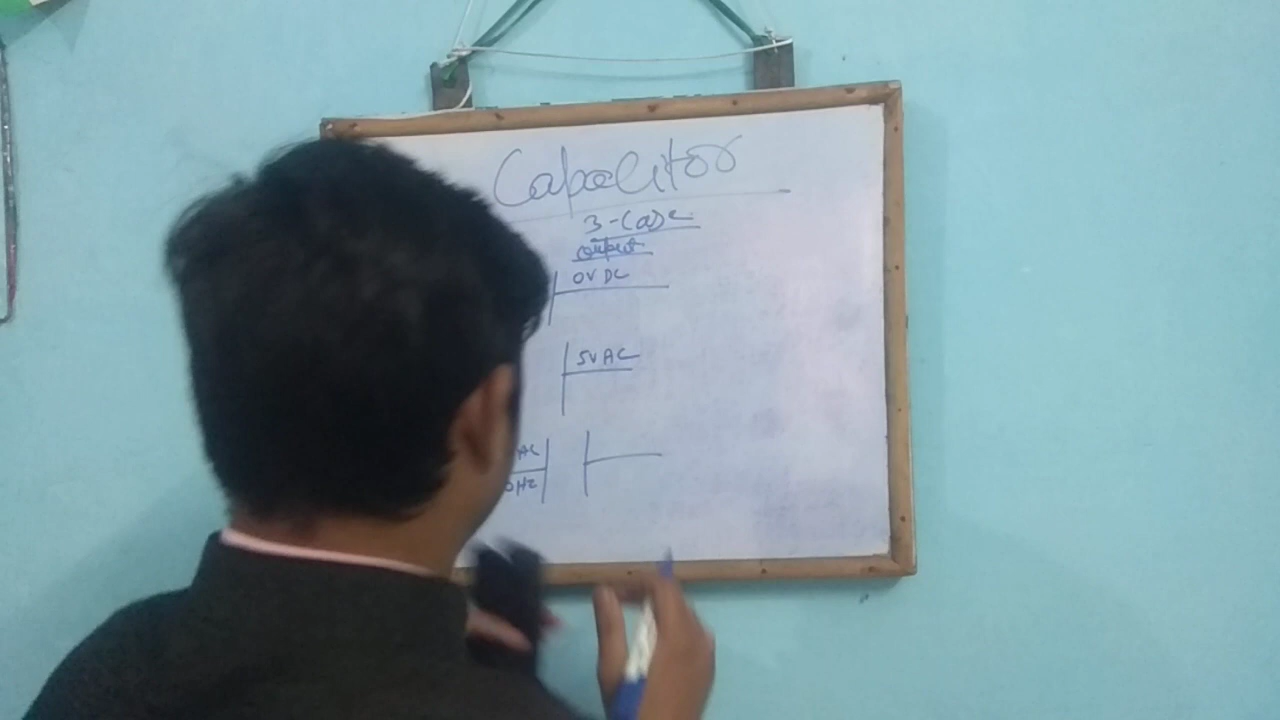 Capacitor
3-Case
output
0V DC
5V AC
AC
0HZ